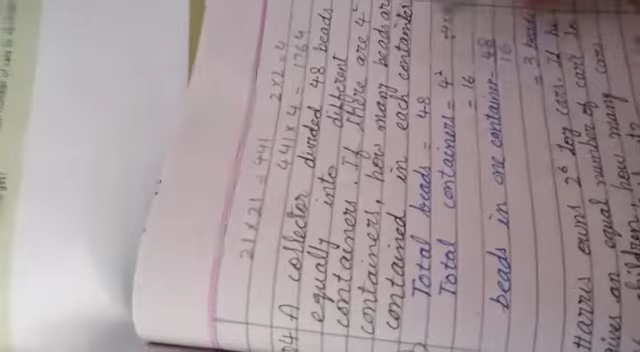 21 x 21 = 441 2 x 2 = 4
441 x 4 = 1764
04 A collector divided 48 beads
equally into different
containers. If there are 4²
containers, how many beads are
contained in each container
Total beads = 48
Total containers = 4²
= 16
beads in one container 48
16
= 3 beads
Harris owns 2⁶ toy cars. If he
gives an equal number of cars to
children, how many cars